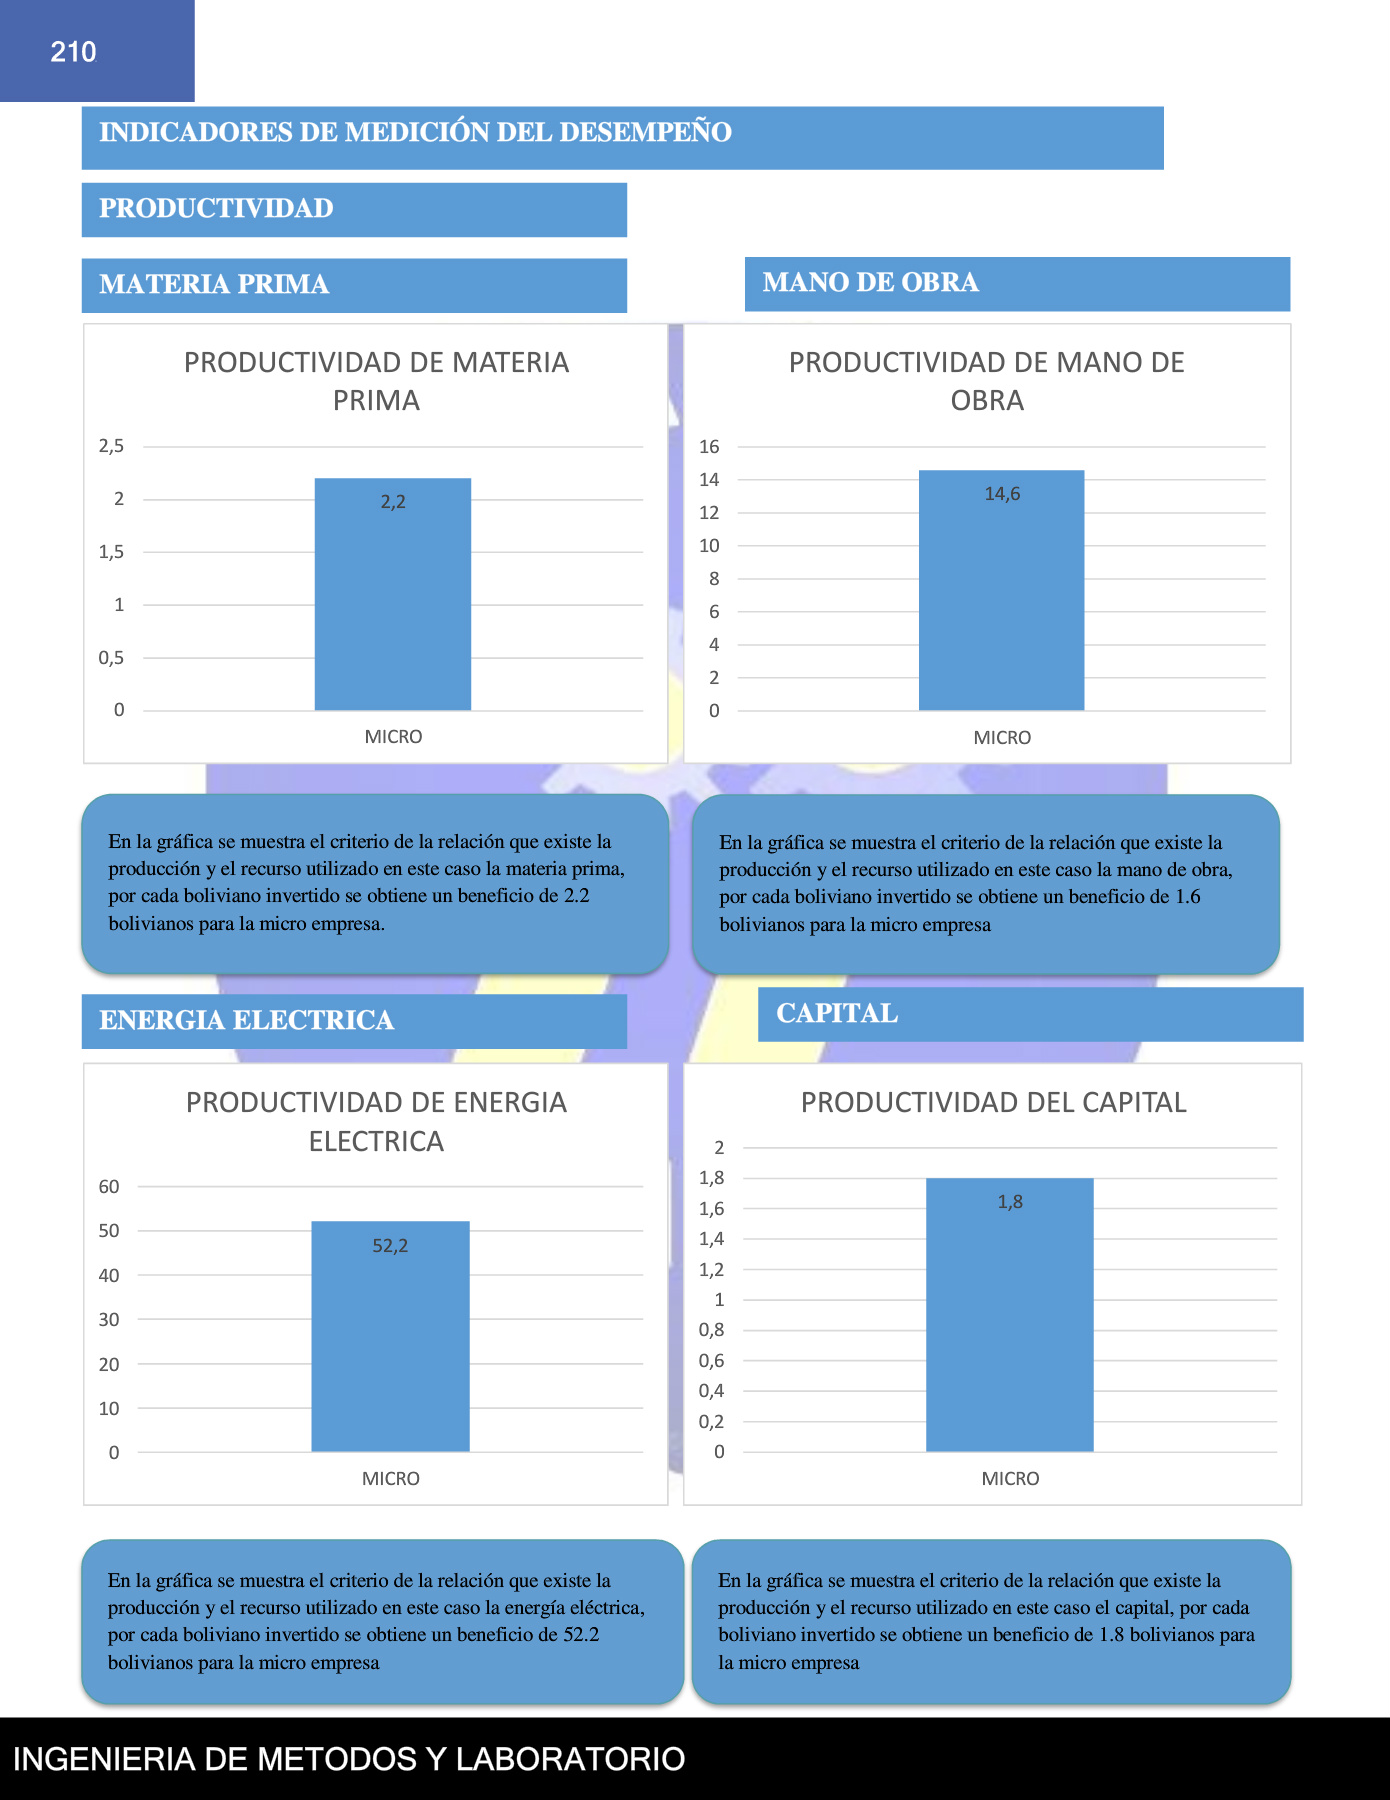 210
INDICADORES DE MEDICIÓN DEL DESEMPEÑO
PRODUCTIVIDAD
MATERIA PRIMA
MANO DE OBRA
PRODUCTIVIDAD DE MATERIA
PRIMA
2,5
2
1,5
1
0,5
0
2,2
MICRO
PRODUCTIVIDAD DE MANO DE
OBRA
16
14
12
10
8
6
4
2
0
14,6
MICRO
En la gráfica se muestra el criterio de la relación que existe la
producción y el recurso utilizado en este caso la materia prima,
por cada boliviano invertido se obtiene un beneficio de 2.2
bolivianos para la micro empresa.
En la gráfica se muestra el criterio de la relación que existe la
producción y el recurso utilizado en este caso la mano de obra,
por cada boliviano invertido se obtiene un beneficio de 1.6
bolivianos para la micro empresa
ENERGIA ELECTRICA
CAPITAL
PRODUCTIVIDAD DE ENERGIA
ELECTRICA
60
50
40
30
20
10
0
52,2
MICRO
PRODUCTIVIDAD DEL CAPITAL
2
1,8
1,6
1,4
1,2
1
0,8
0,6
0,4
0,2
0
1,8
MICRO
En la gráfica se muestra el criterio de la relación que existe la
producción y el recurso utilizado en este caso la energía eléctrica,
por cada boliviano invertido se obtiene un beneficio de 52.2
bolivianos para la micro empresa
En la gráfica se muestra el criterio de la relación que existe la
producción y el recurso utilizado en este caso el capital, por cada
boliviano invertido se obtiene un beneficio de 1.8 bolivianos para
la micro empresa
INGENIERIA DE METODOS Y LABORATORIO